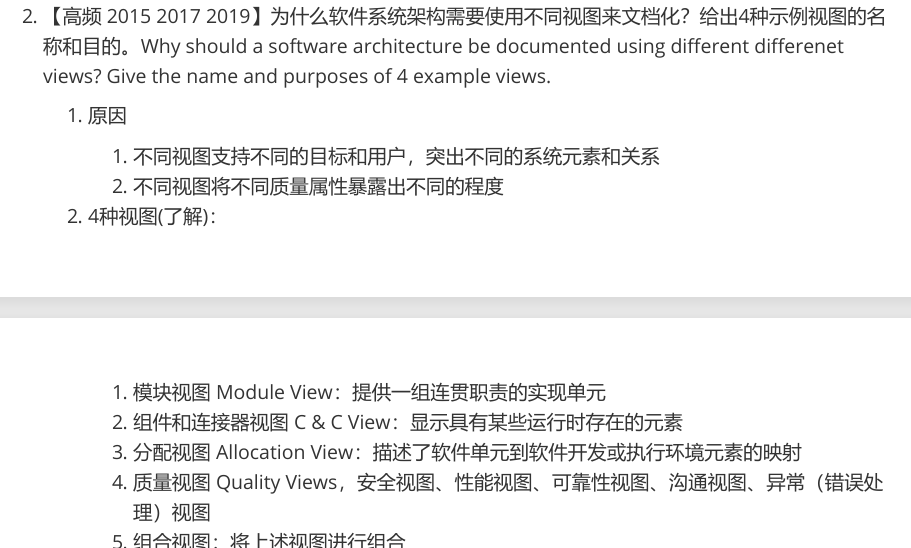 2. 【高频 2015 2017 2019】为什么软件系统架构需要使用不同视图来文档化？给出4种示例视图的名
称和目的。Why should a software architecture be documented using different differenet
views? Give the name and purposes of 4 example views.
1. 原因
1. 不同视图支持不同的目标和用户，突出不同的系统元素和关系
2. 不同视图将不同质量属性暴露出不同的程度
2. 4种视图(了解)：
1. 模块视图 Module View：提供一组连贯职责的实现单元
2. 组件和连接器视图 C & C View：显示具有某些运行时存在的元素
3. 分配视图 Allocation View：描述了软件单元到软件开发或执行环境元素的映射
4. 质量视图 Quality Views，安全视图、性能视图、可靠性视图、沟通视图、异常（错误处
理）视图
5. 组合视图：将上述视图进行组合